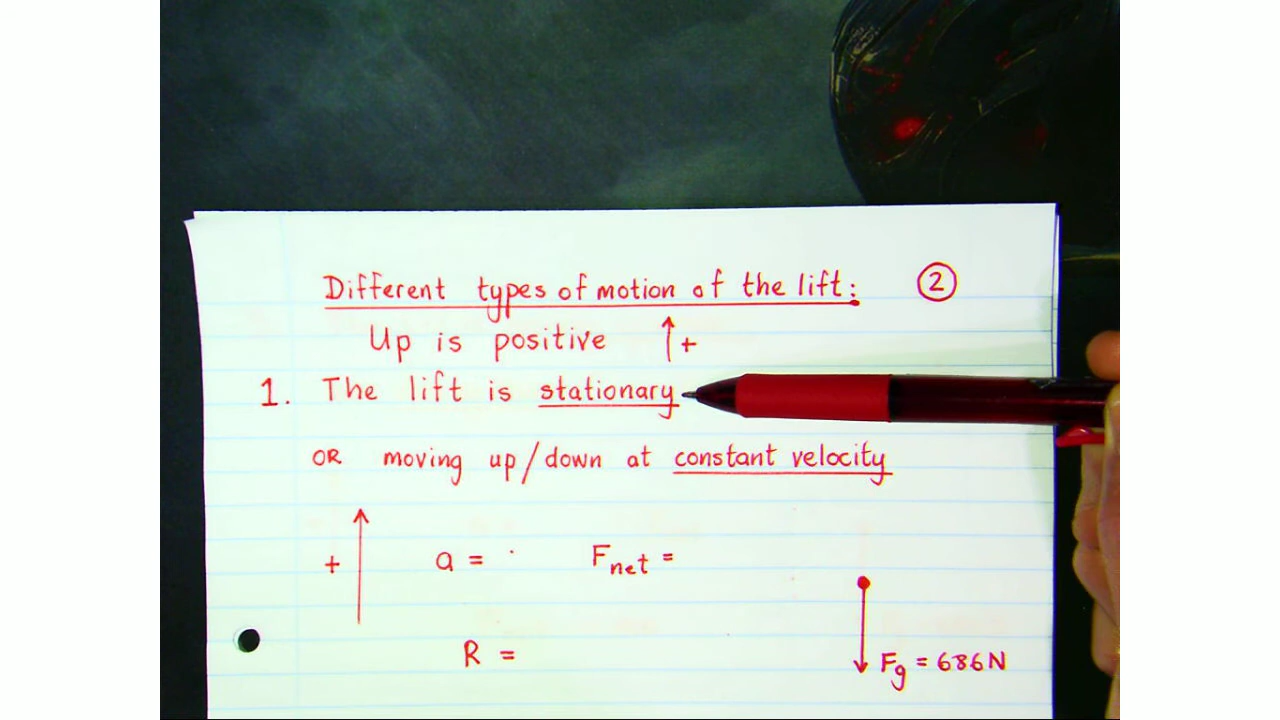 Different types of motion of the lift: 2
Up is positive ↑+
1. The lift is stationary
OR moving up/down at constant velocity
+ a = Fnet =
R = Fg = 686N